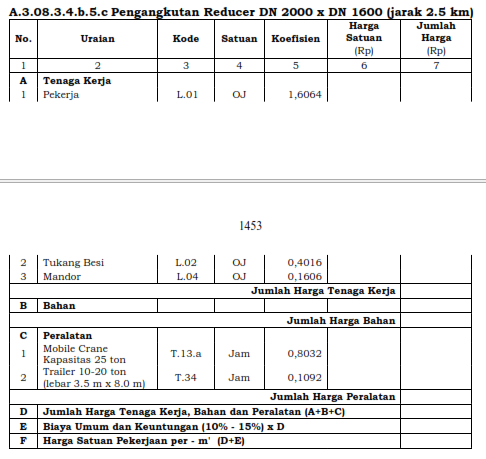 A.3.08.3.4.b.5.c Pengangkutan Reducer DN 2000 x DN 1600 (jarak 2.5 km)
No. Uraian Kode Satuan Koefisien Harga Satuan (Rp) Jumlah Harga (Rp)
1 2 3 4 5 6 7
A Tenaga Kerja
1 Pekerja L.01 OJ 1,6064
1453
2 Tukang Besi L.02 OJ 0,4016
3 Mandor L.04 OJ 0,1606
Jumlah Harga Tenaga Kerja
B Bahan
Jumlah Harga Bahan
C Peralatan
1 Mobile Crane Kapasitas 25 ton T.13.a Jam 0,8032
2 Trailer 10-20 ton (lebar 3.5 m x 8.0 m) T.34 Jam 0,1092
Jumlah Harga Peralatan
D Jumlah Harga Tenaga Kerja, Bahan dan Peralatan (A+B+C)
E Biaya Umum dan Keuntungan (10% - 15%) x D
F Harga Satuan Pekerjaan per - m' (D+E)